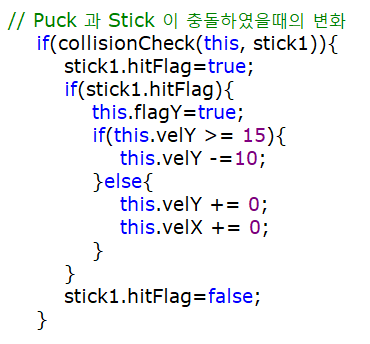 // Puck 과 Stick 이 충돌하였을때의 변화
if(collisionCheck(this, stick1)){
stick1.hitFlag=true;
if(stick1.hitFlag){
this.flagY=true;
if(this.velY >= 15){
this.velY -=10;
}else{
this.velY += 0;
this.velX += 0;
}
}
stick1.hitFlag=false;
}